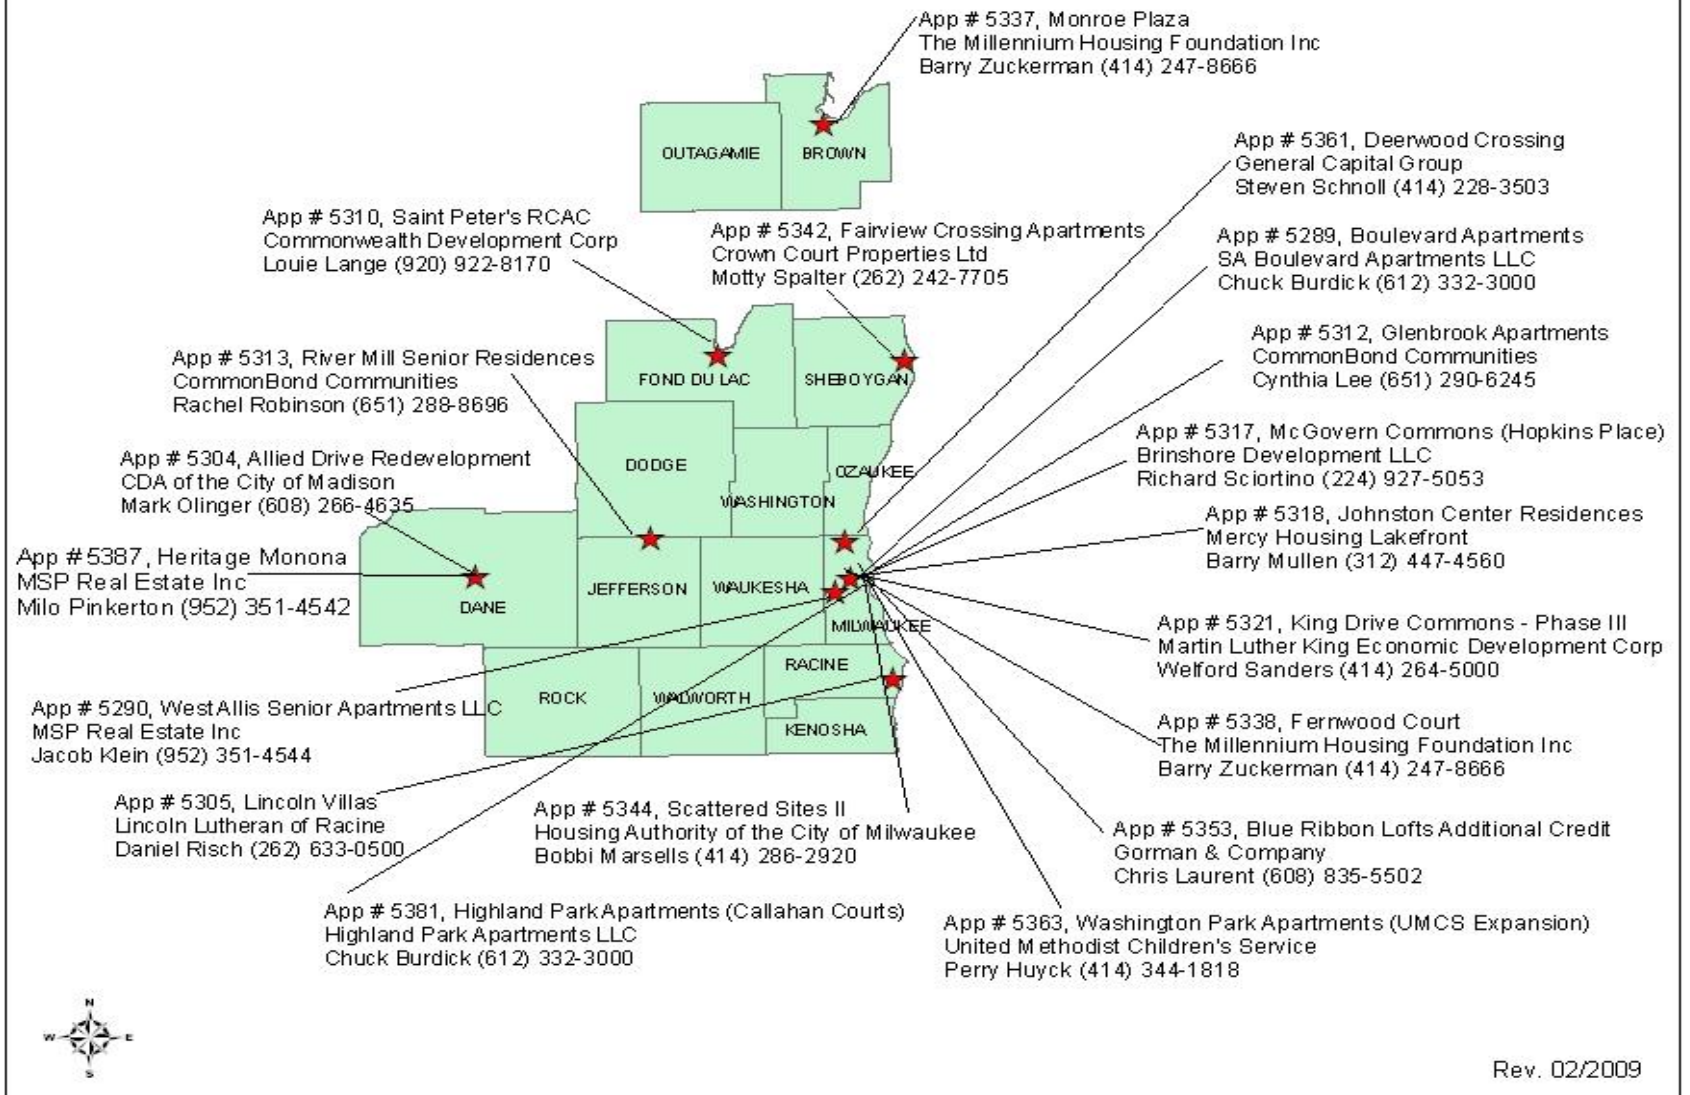 App # 5337, Monroe Plaza
The Millennium Housing Foundation Inc
Barry Zuckerman (414) 247-8666
OUTAGAMIE
BROWN
App # 5361, Deerwood Crossing
General Capital Group
Steven Schnoll (414) 228-3503
App # 5310, Saint Peter's RCAC
Commonwealth Development Corp
Louie Lange (920) 922-8170
App # 5342, Fairview Crossing Apartments
Crown Court Properties Ltd
Motty Spalter (262) 242-7705
App # 5289, Boulevard Apartments
SA Boulevard Apartments LLC
Chuck Burdick (612) 332-3000
App # 5313, River Mill Senior Residences
CommonBond Communities
Rachel Robinson (651) 288-8696
FOND DU LAC
SHEBOYGAN
App # 5312, Glenbrook Apartments
CommonBond Communities
Cynthia Lee (651) 290-6245
App # 5304, Allied Drive Redevelopment
CDA of the City of Madison
Mark Olinger (608) 266-4635
DODGE
WASHINGTON
OZAUKEE
App # 5317, McGovern Commons (Hopkins Place)
Brinshore Development LLC
Richard Sciortino (224) 927-5053
App # 5318, Johnston Center Residences
Mercy Housing Lakefront
Barry Mullen (312) 447-4560
App # 5387, Heritage Monona
MSP Real Estate Inc
Milo Pinkerton (952) 351-4542
DANE
JEFFERSON
WAUKESHA
MILWAUKEE
App # 5321, King Drive Commons - Phase III
Martin Luther King Economic Development Corp
Welford Sanders (414) 264-5000
ROCK
WALWORTH
RACINE
KENOSHA
App # 5290, West Allis Senior Apartments LLC
MSP Real Estate Inc
Jacob Klein (952) 351-4544
App # 5338, Fernwood Court
The Millennium Housing Foundation Inc
Barry Zuckerman (414) 247-8666
App # 5305, Lincoln Villas
Lincoln Lutheran of Racine
Daniel Risch (262) 633-0500
App # 5344, Scattered Sites II
Housing Authority of the City of Milwaukee
Bobbi Marsells (414) 286-2920
App # 5353, Blue Ribbon Lofts Additional Credit
Gorman & Company
Chris Laurent (608) 835-5502
App # 5381, Highland Park Apartments (Callahan Courts)
Highland Park Apartments LLC
Chuck Burdick (612) 332-3000
App # 5363, Washington Park Apartments (UMCS Expansion)
United Methodist Children's Service
Perry Huyck (414) 344-1818
N
W E
S
Rev. 02/2009